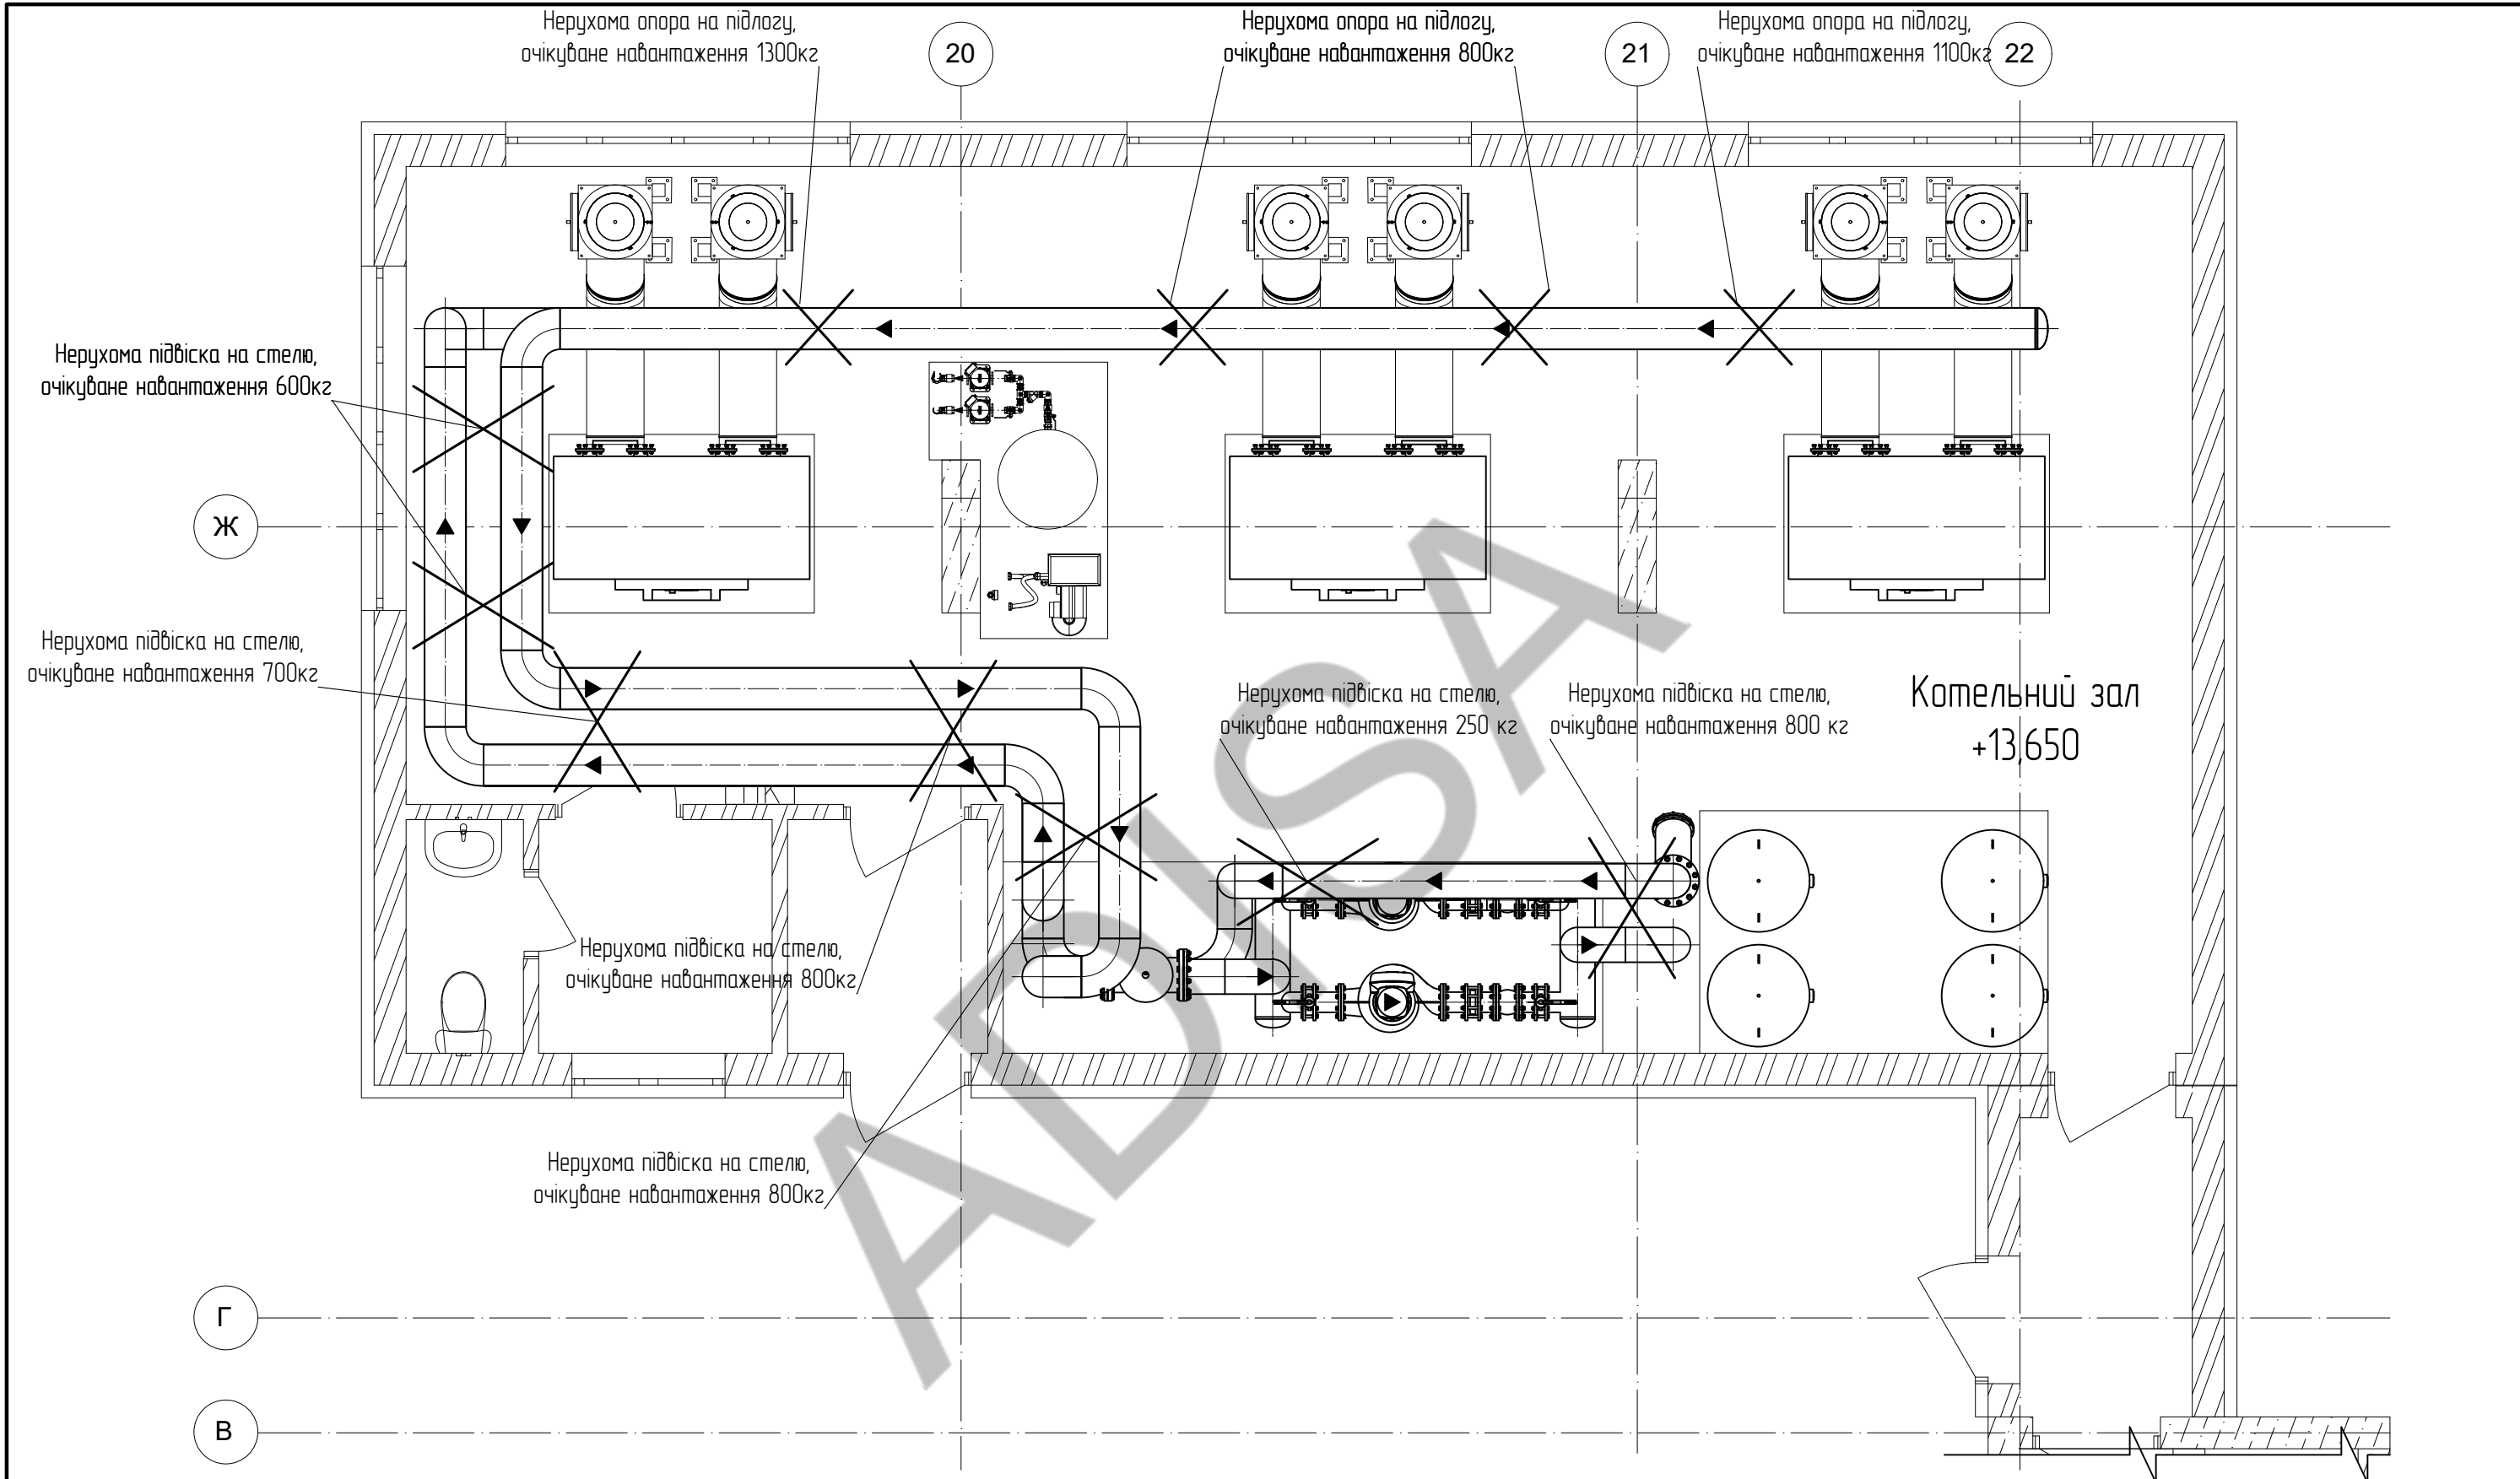 Нерухома опора на підлогу,
очікуване навантаження 1300кг
20
Нерухома опора на підлогу,
очікуване навантаження 800кг
21
Нерухома опора на підлогу,
очікуване навантаження 1100кг
22
Нерухома підвіска на стелю,
очікуване навантаження 600кг
Ж
Нерухома підвіска на стелю,
очікуване навантаження 700кг
Нерухома підвіска на стелю,
очікуване навантаження 250 кг
Нерухома підвіска на стелю,
очікуване навантаження 800 кг
Котельний зал
+13,650
Нерухома підвіска на стелю,
очікуване навантаження 800кг
Нерухома підвіска на стелю,
очікуване навантаження 800кг
Г
В
ADISA